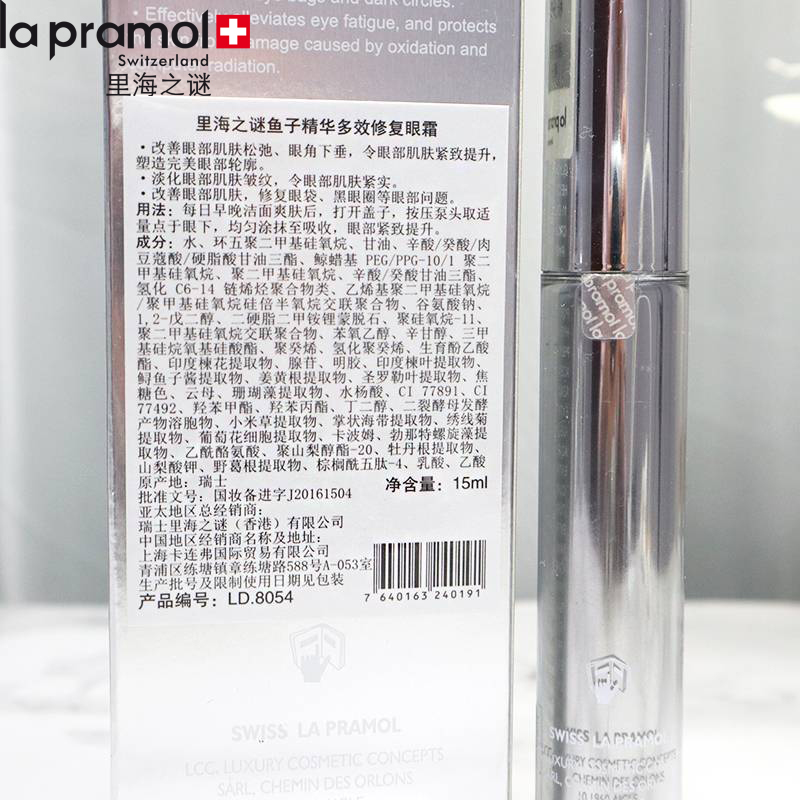 la pramol
Switzerland
里海之谜
eye bags and dark circles.
eye fatigue, and protects
damage caused by oxidation and
radiation.
里海之谜鱼子精华多效修复眼霜
·改善眼部肌肤松弛、眼角下垂，令眼部肌肤紧致提升，
塑造完美眼部轮廓。
·淡化眼部肌肤皱纹，令眼部肌肤紧实。
·改善眼部肌肤，修复眼袋、黑眼圈等眼部问题。
用法：每日早晚洁面爽肤后，打开盖子，按压泵头取适
量点于眼下，均匀涂抹至吸收，眼部紧致提升。
成分：水、环五聚二甲基硅氧烷、甘油、辛酸/癸酸/肉
豆蔻酸/硬脂酸甘油三酯、鲸蜡基 PEG/PPG-10/1 聚二
甲基硅氧烷、聚二甲基硅氧烷、辛酸/癸酸甘油三酯、
氢化 C6-14 链烯烃聚合物类、乙烯基聚二甲基硅氧烷
/聚甲基硅氧烷硅倍半氧烷交联聚合物、谷氨酸钠、
1,2-戊二醇、二硬脂二甲铵锂蒙脱石、聚硅氧烷-11、
聚二甲基硅氧烷交联聚合物、苯氧乙醇、辛甘醇、三甲
基硅烷氧基硅酸酯、聚癸烯、氢化聚癸烯、生育酚乙酸
酯、印度楝花提取物、腺苷、明胶、印度楝叶提取物、
鲟鱼子酱提取物、姜黄根提取物、圣罗勒叶提取物、焦
糖色、云母、珊瑚藻提取物、水杨酸、CI 77891、CI
77492、羟苯甲酯、羟苯丙酯、丁二醇、二裂酵母发酵
产物溶胞物、小米草提取物、掌状海带提取物、绣线菊
提取物、葡萄花细胞提取物、卡波姆、勃那特螺旋藻提
取物、乙酰酪氨酸、聚山梨醇酯-20、牡丹根提取物、
山梨酸钾、野葛根提取物、棕榈酰五肽-4、乳酸、乙酸
原产地：瑞士 净含量：15ml
批准文号：国妆备进字J20161504
亚太地区总经销商：
瑞士里海之谜（香港）有限公司
中国地区经销商名称及地址：
上海卡连弗国际贸易有限公司
青浦区练塘镇章练塘路588号A-053室
生产批号及限制使用日期见包装
产品编号：LD.8054
7 640163 240191
SWISS LA PRAMOL
LCC, LUXURY COSMETIC CONCEPTS
SÀRL, CHEMIN DES ORLONS
la pramol
SWISS LA PRAMOL
LCC, LUXURY COSMETIC CONCEPTS
SÀRL, CHEMIN DES ORLONS